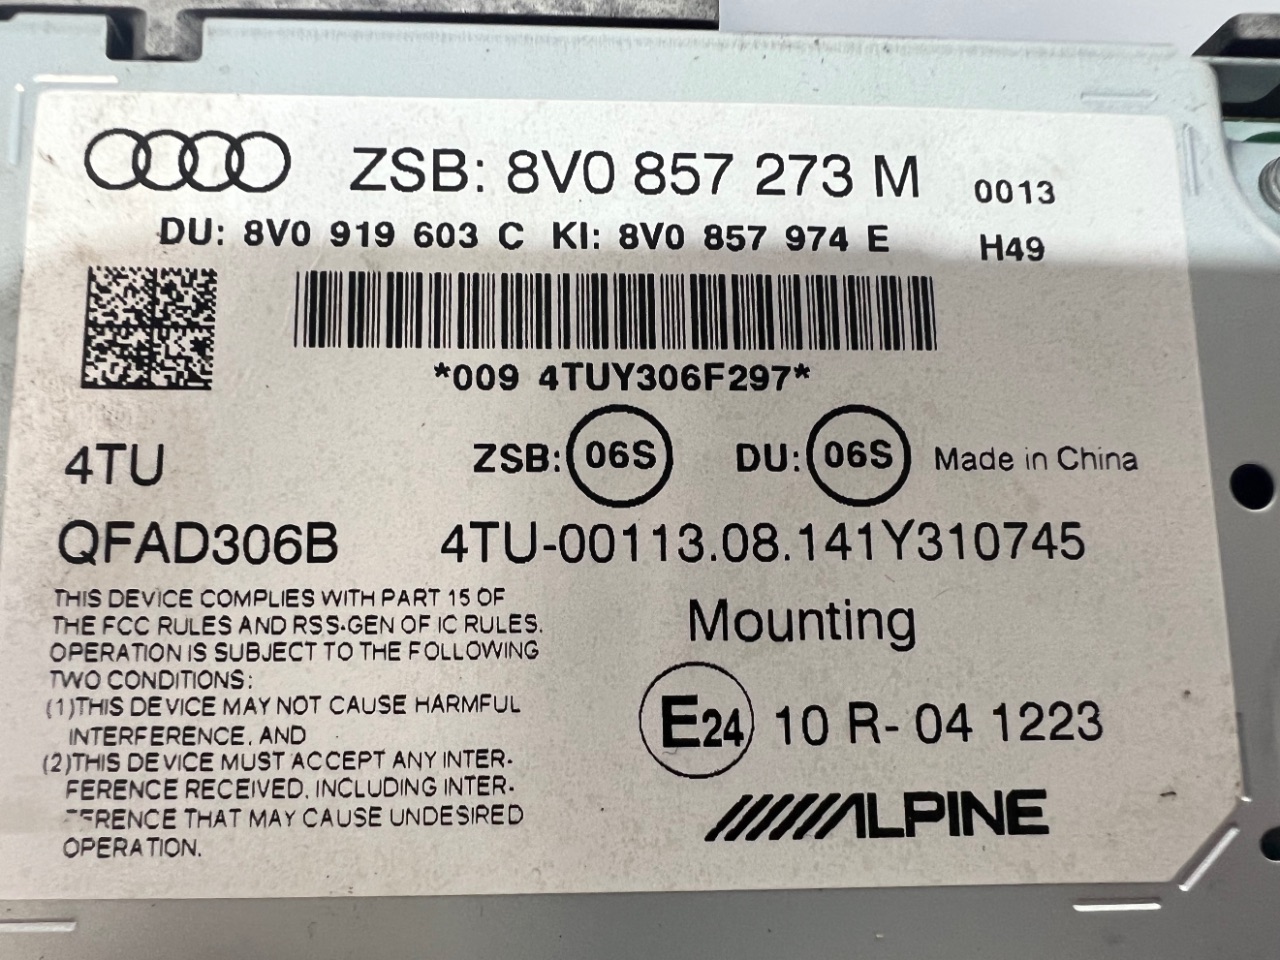 ZSB: 8V0 857 273 M 0013
DU: 8V0 919 603 C KI: 8V0 857 974 E H49
*009 4TUY306F297*
4TU ZSB: 06S DU: 06S Made in China
QFAD306B 4TU-00113.08.141Y310745
THIS DEVICE COMPLIES WITH PART 15 OF
THE FCC RULES AND RSS-GEN OF IC RULES.
OPERATION IS SUBJECT TO THE FOLLOWING
TWO CONDITIONS:
(1)THIS DEVICE MAY NOT CAUSE HARMFUL
INTERFERENCE, AND
(2)THIS DEVICE MUST ACCEPT ANY INTER-
FERENCE RECEIVED, INCLUDING INTER-
FERENCE THAT MAY CAUSE UNDESIRED
OPERATION.
Mounting
E24 10 R- 04 1223
ALPINE